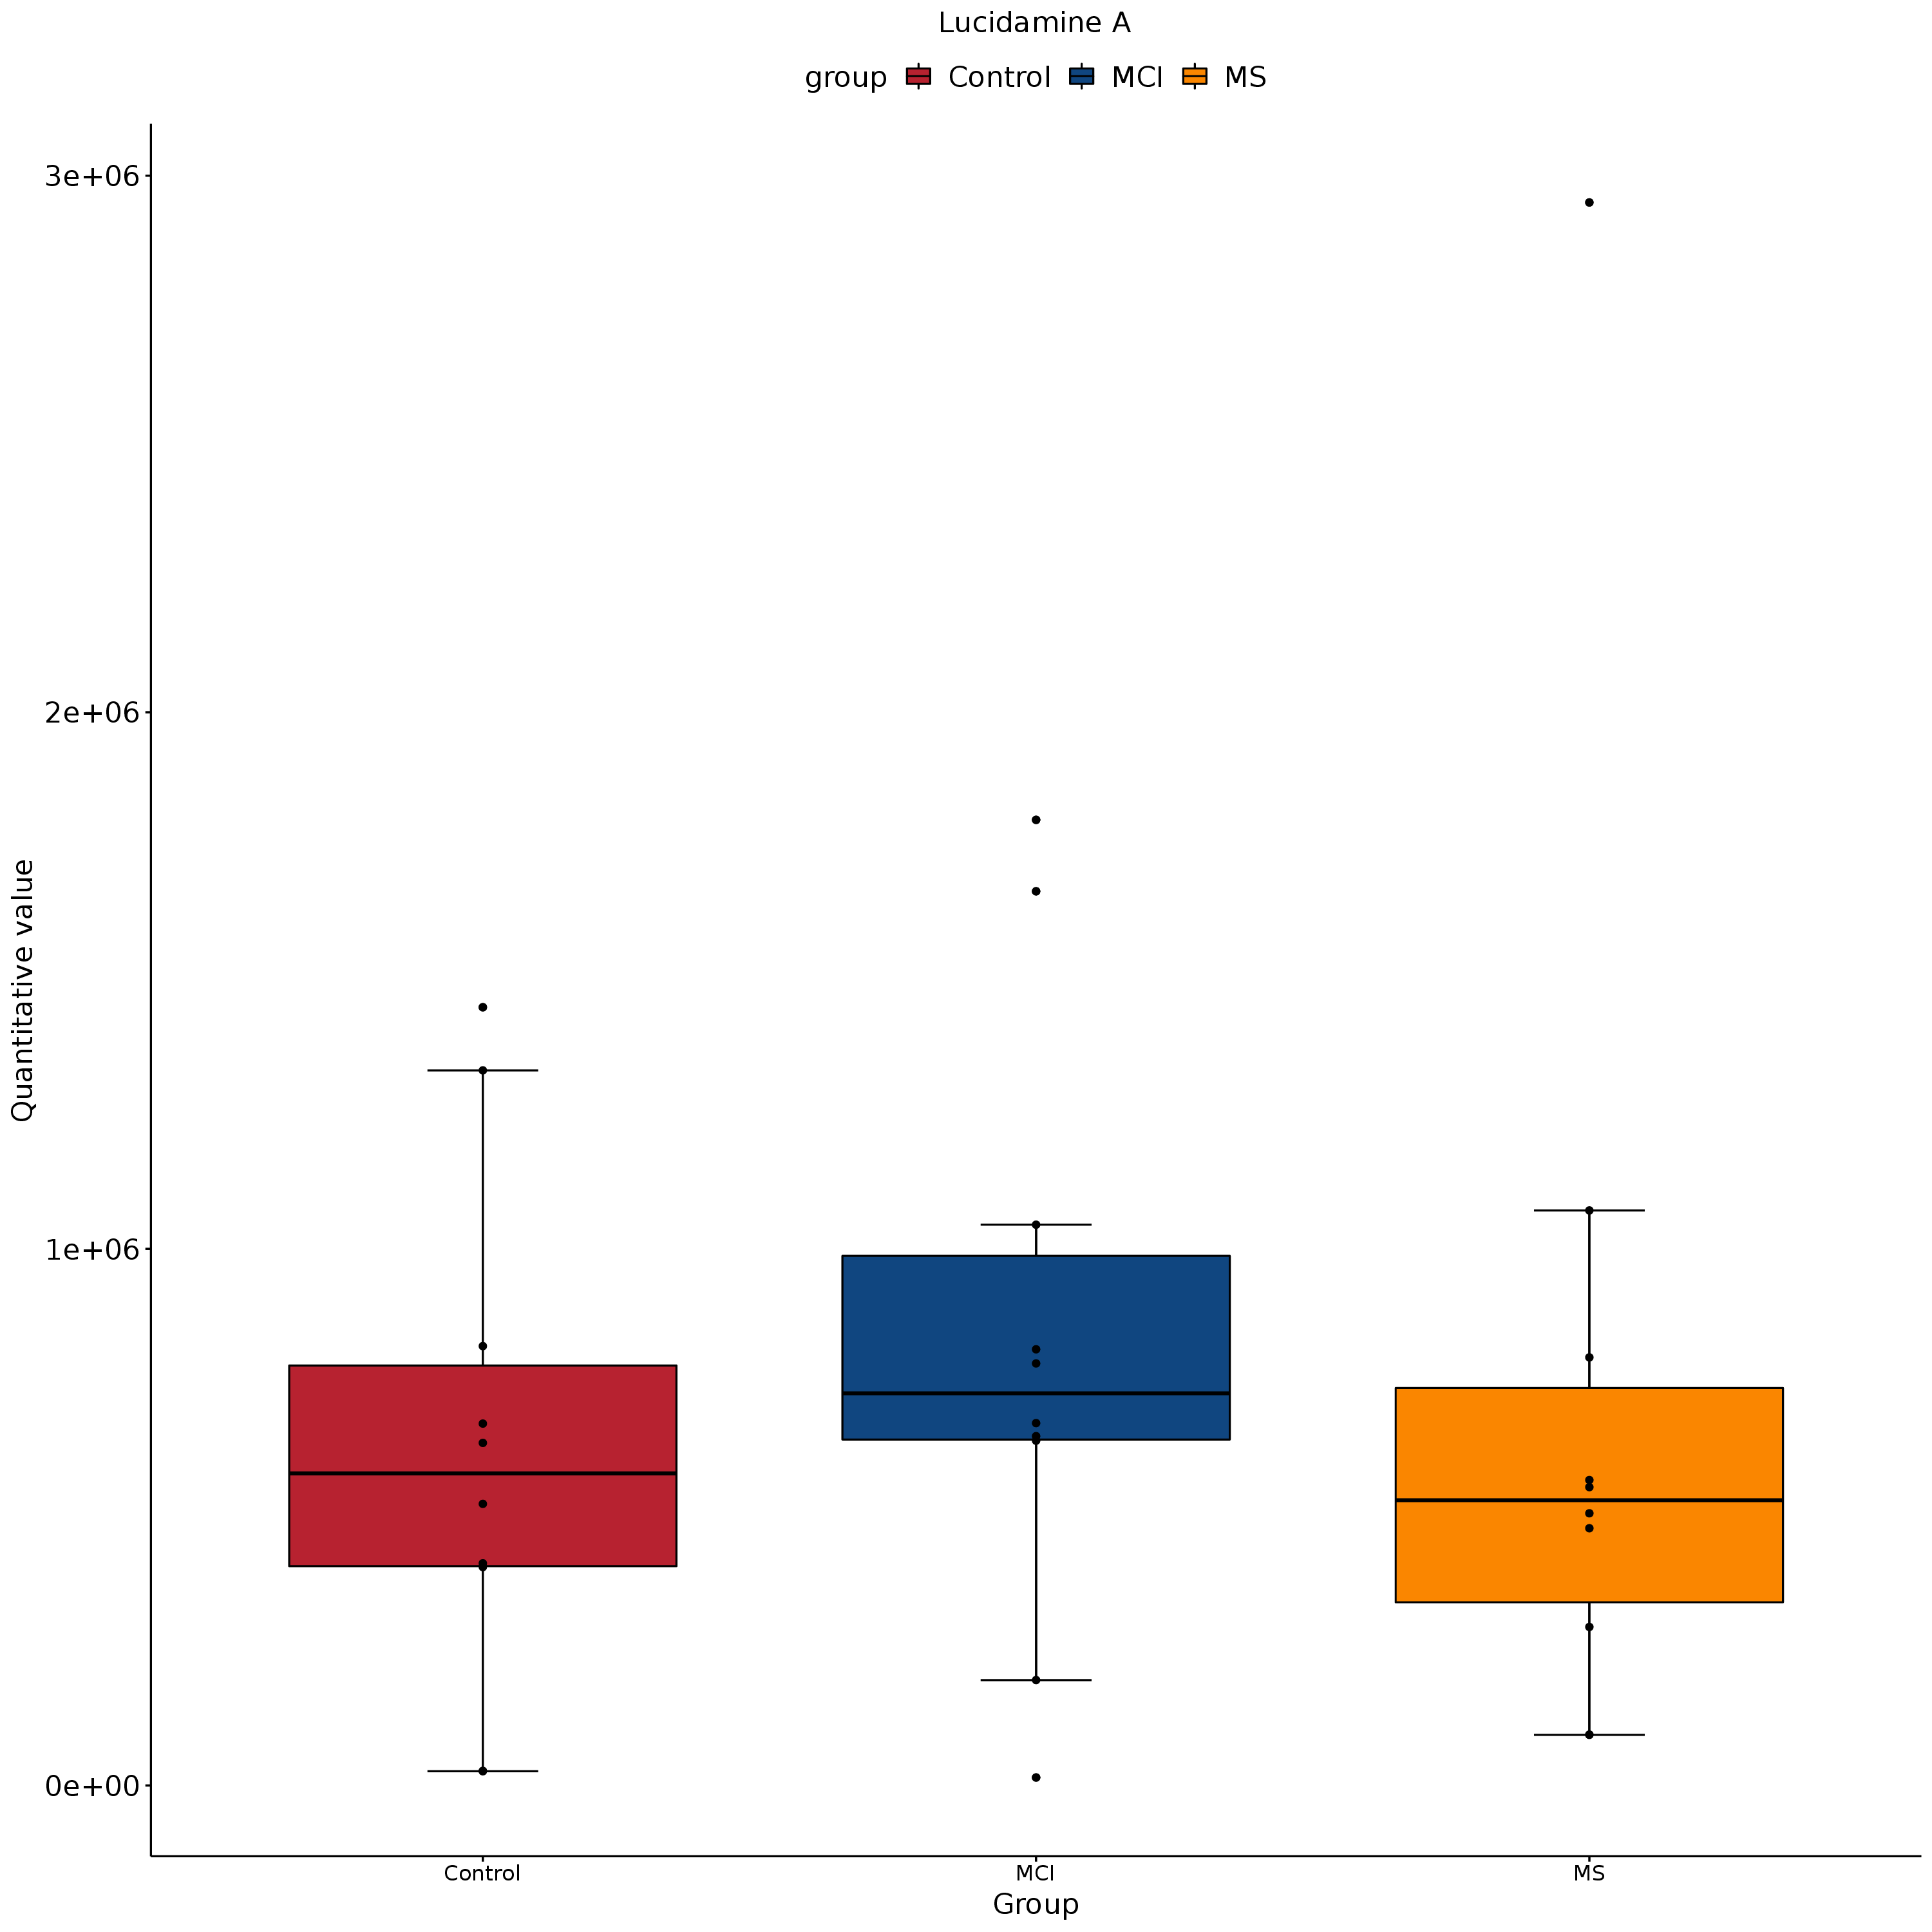 Lucidamine A
group Control MCI MS
3e+06
2e+06
1e+06
0e+00
Quantitative value
Control MCI MS
Group